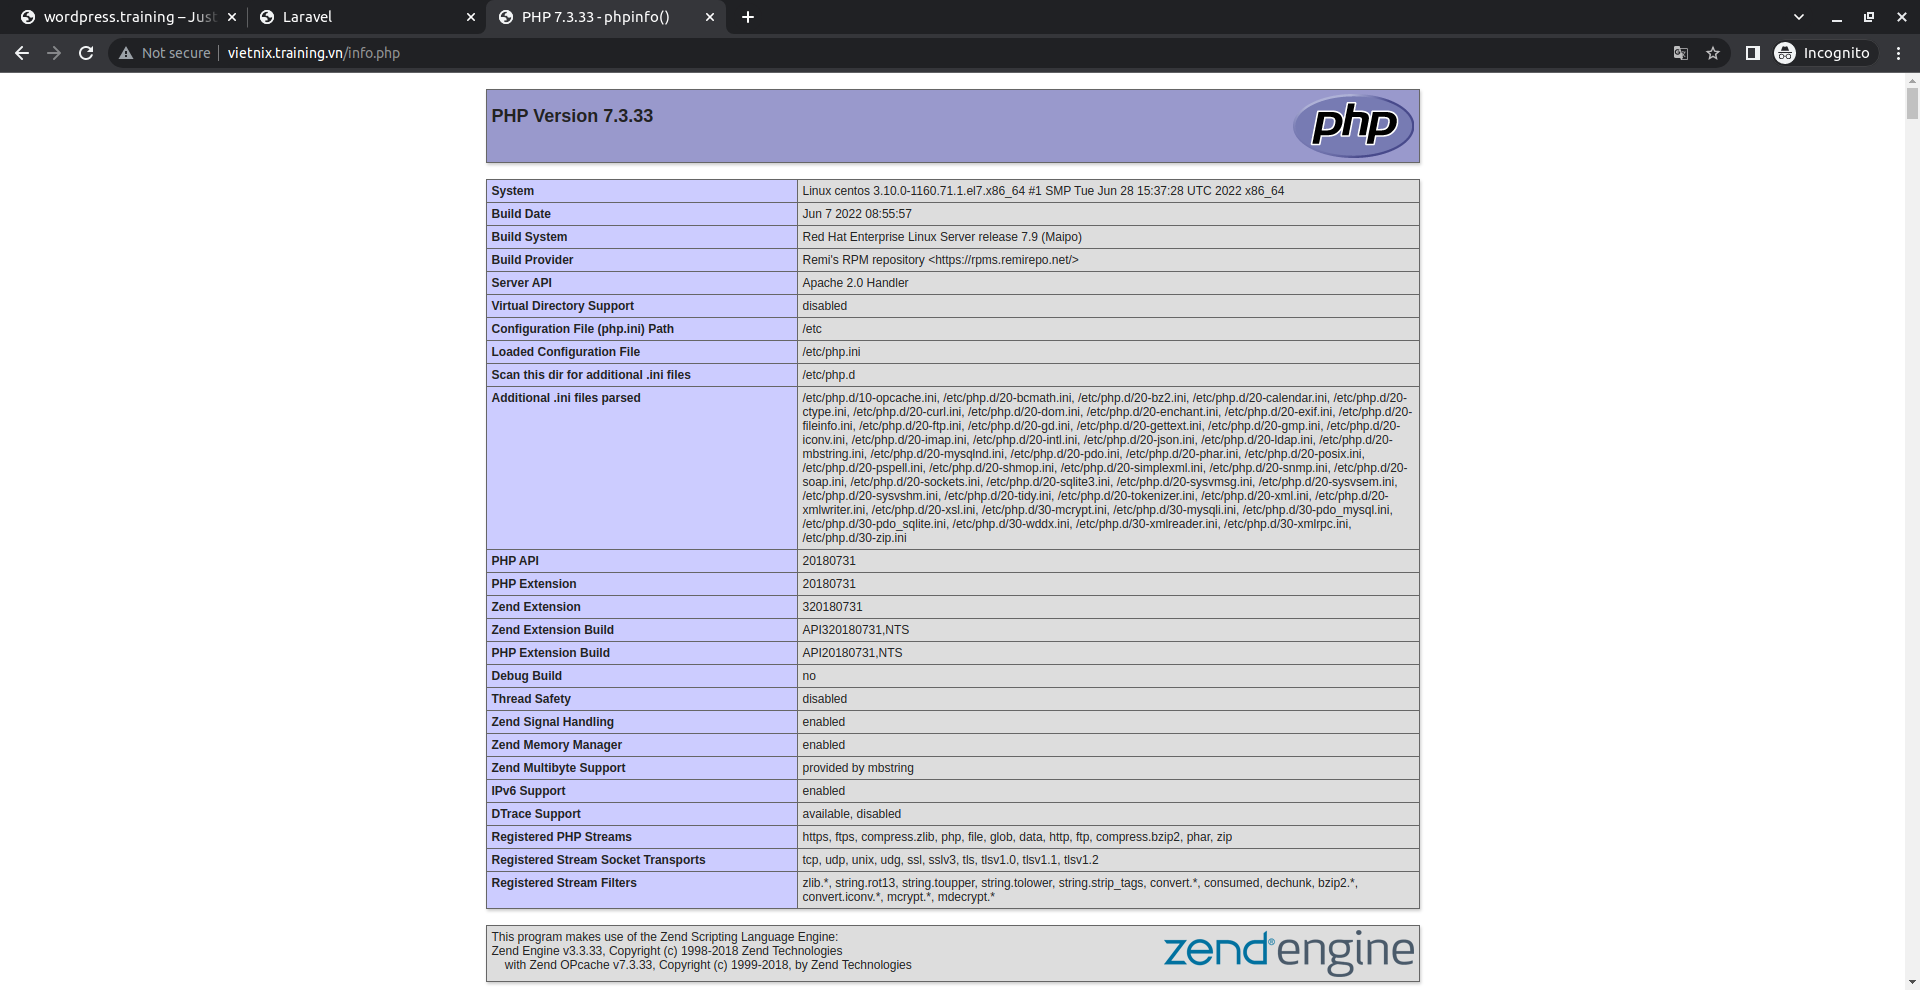 wordpress.training – Jus
Laravel
PHP 7.3.33 - phpinfo()
Not secure
vietnix.training.vn/info.php
Incognito
PHP Version 7.3.33
php
System Linux centos 3.10.0-1160.71.1.el7.x86_64 #1 SMP Tue Jun 28 15:37:28 UTC 2022 x86_64
Build Date Jun 7 2022 08:55:57
Build System Red Hat Enterprise Linux Server release 7.9 (Maipo)
Build Provider Remi's RPM repository <https://rpms.remirepo.net/>
Server API Apache 2.0 Handler
Virtual Directory Support disabled
Configuration File (php.ini) Path /etc
Loaded Configuration File /etc/php.ini
Scan this dir for additional .ini files /etc/php.d
Additional .ini files parsed /etc/php.d/10-opcache.ini, /etc/php.d/20-bcmath.ini, /etc/php.d/20-bz2.ini, /etc/php.d/20-calendar.ini, /etc/php.d/20-
ctype.ini, /etc/php.d/20-curl.ini, /etc/php.d/20-dom.ini, /etc/php.d/20-enchant.ini, /etc/php.d/20-exif.ini, /etc/php.d/20-
fileinfo.ini, /etc/php.d/20-ftp.ini, /etc/php.d/20-gd.ini, /etc/php.d/20-gettext.ini, /etc/php.d/20-gmp.ini, /etc/php.d/20-
iconv.ini, /etc/php.d/20-imap.ini, /etc/php.d/20-intl.ini, /etc/php.d/20-json.ini, /etc/php.d/20-ldap.ini, /etc/php.d/20-
mbstring.ini, /etc/php.d/20-mysqlnd.ini, /etc/php.d/20-pdo.ini, /etc/php.d/20-phar.ini, /etc/php.d/20-posix.ini,
/etc/php.d/20-pspell.ini, /etc/php.d/20-shmop.ini, /etc/php.d/20-simplexml.ini, /etc/php.d/20-snmp.ini, /etc/php.d/20-
soap.ini, /etc/php.d/20-sockets.ini, /etc/php.d/20-sqlite3.ini, /etc/php.d/20-sysvmsg.ini, /etc/php.d/20-sysvsem.ini,
/etc/php.d/20-sysvshm.ini, /etc/php.d/20-tidy.ini, /etc/php.d/20-tokenizer.ini, /etc/php.d/20-xml.ini, /etc/php.d/20-
xmlwriter.ini, /etc/php.d/20-xsl.ini, /etc/php.d/30-mcrypt.ini, /etc/php.d/30-mysqli.ini, /etc/php.d/30-pdo_mysql.ini,
/etc/php.d/30-pdo_sqlite.ini, /etc/php.d/30-wddx.ini, /etc/php.d/30-xmlreader.ini, /etc/php.d/30-xmlrpc.ini,
/etc/php.d/30-zip.ini
PHP API 20180731
PHP Extension 20180731
Zend Extension 320180731
Zend Extension Build API320180731,NTS
PHP Extension Build API20180731,NTS
Debug Build no
Thread Safety disabled
Zend Signal Handling enabled
Zend Memory Manager enabled
Zend Multibyte Support provided by mbstring
IPv6 Support enabled
DTrace Support available, disabled
Registered PHP Streams https, ftps, compress.zlib, php, file, glob, data, http, ftp, compress.bzip2, phar, zip
Registered Stream Socket Transports tcp, udp, unix, udg, ssl, sslv3, tls, tlsv1.0, tlsv1.1, tlsv1.2
Registered Stream Filters zlib.*, string.rot13, string.toupper, string.tolower, string.strip_tags, convert.*, consumed, dechunk, bzip2.*,
convert.iconv.*, mcrypt.*, mdecrypt.*
This program makes use of the Zend Scripting Language Engine:
Zend Engine v3.3.33, Copyright (c) 1998-2018 Zend Technologies
with Zend OPcache v7.3.33, Copyright (c) 1999-2018, by Zend Technologies
zend® engine